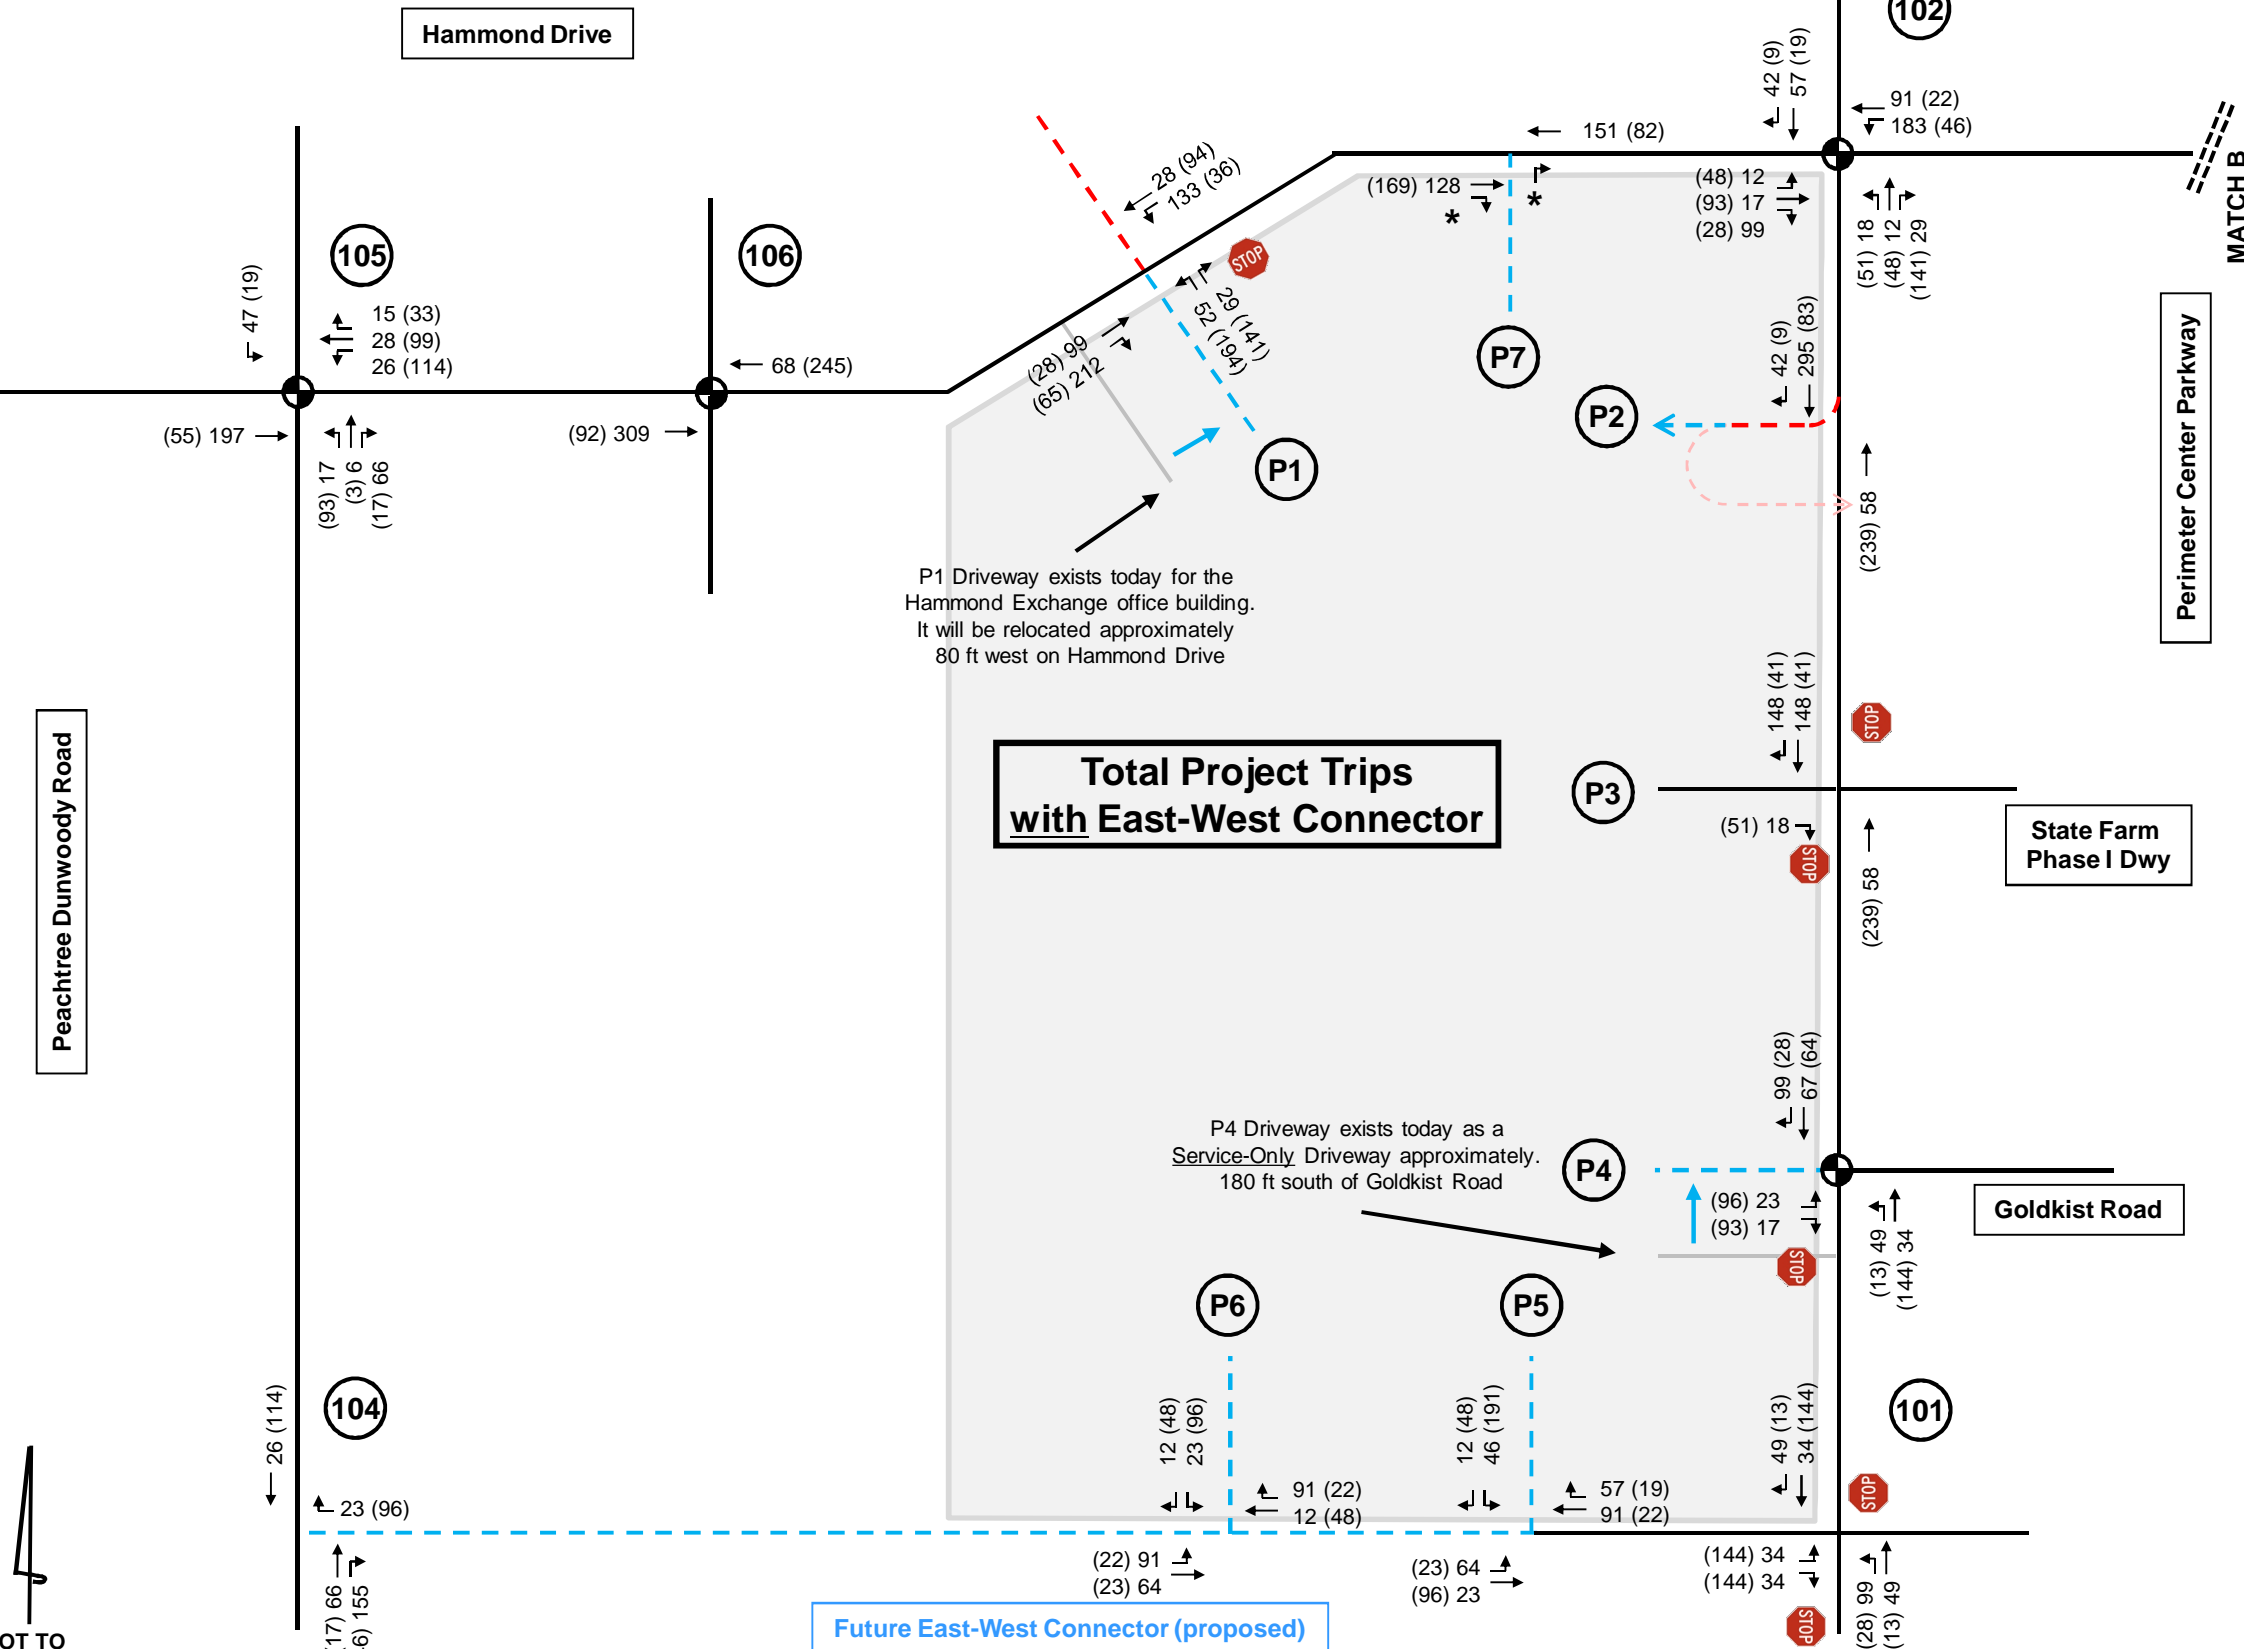 Hammond Drive
102
42 (9)
57 (19)
91 (22)
183 (46)
151 (82)
MATCH B
28 (94)
133 (36)
(169) 128
*
*
(48) 12
(93) 17
(28) 99
(51) 18
(48) 12
(141) 29
105
106
STOP
47 (19)
15 (33)
28 (99)
26 (114)
68 (245)
29 (141)
52 (194)
(28) 99
(65) 212
P7
42 (9)
295 (83)
Perimeter Center Parkway
P2
(55) 197
(93) 17
(3) 6
(17) 66
(92) 309
P1
(239) 58
P1 Driveway exists today for the
Hammond Exchange office building.
It will be relocated approximately
80 ft west on Hammond Drive
148 (41)
148 (41)
STOP
Peachtree Dunwoody Road
Total Project Trips
with East-West Connector
P3
(51) 18
STOP
State Farm
Phase I Dwy
(239) 58
99 (28)
67 (64)
P4 Driveway exists today as a
Service-Only Driveway approximately.
180 ft south of Goldkist Road
P4
(96) 23
(93) 17
Goldkist Road
(13) 49
(144) 34
STOP
P6
P5
104
26 (114)
23 (96)
12 (48)
23 (96)
91 (22)
12 (48)
12 (48)
46 (191)
57 (19)
91 (22)
49 (13)
34 (144)
101
STOP
(17) 66
6) 155
(22) 91
(23) 64
(23) 64
(96) 23
(144) 34
(144) 34
STOP
(28) 99
(13) 49
Future East-West Connector (proposed)
OT TO